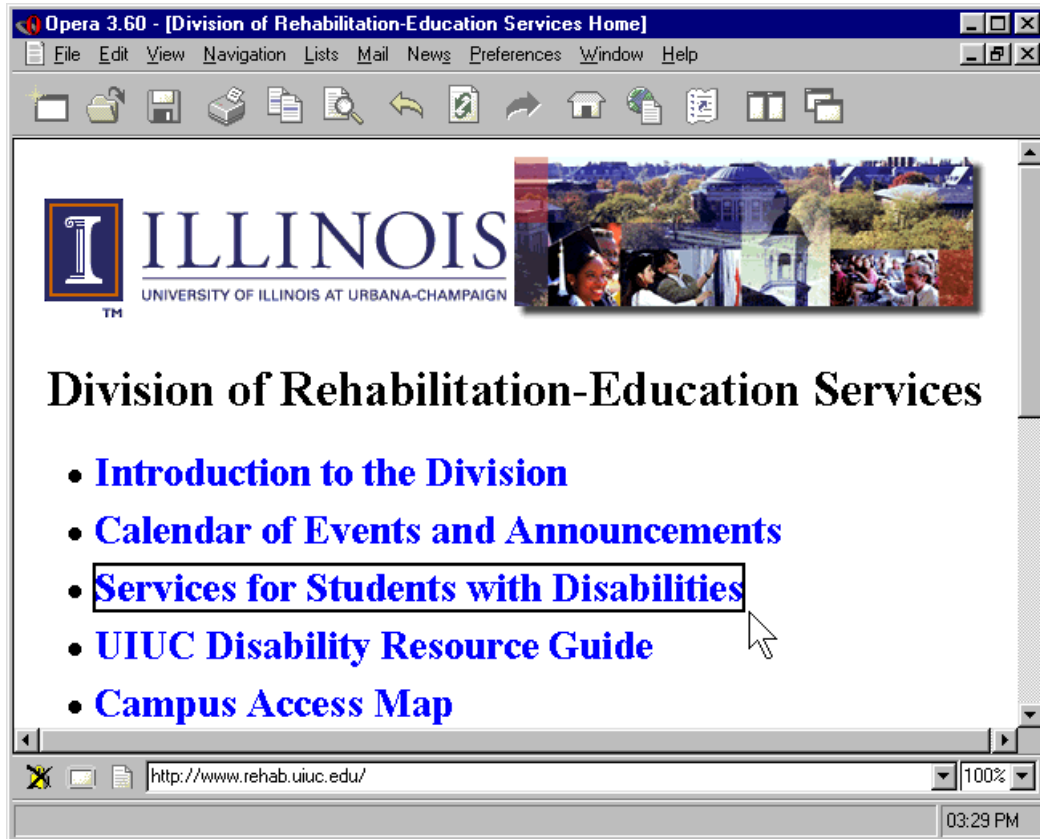 Opera 3.60 - [Division of Rehabilitation-Education Services Home]
File Edit View Navigation Lists Mail News Preferences Window Help
ILLINOIS
UNIVERSITY OF ILLINOIS AT URBANA-CHAMPAIGN
TM
Division of Rehabilitation-Education Services
Introduction to the Division
Calendar of Events and Announcements
Services for Students with Disabilities
UIUC Disability Resource Guide
Campus Access Map
http://www.rehab.uiuc.edu/ 100%
03:29 PM